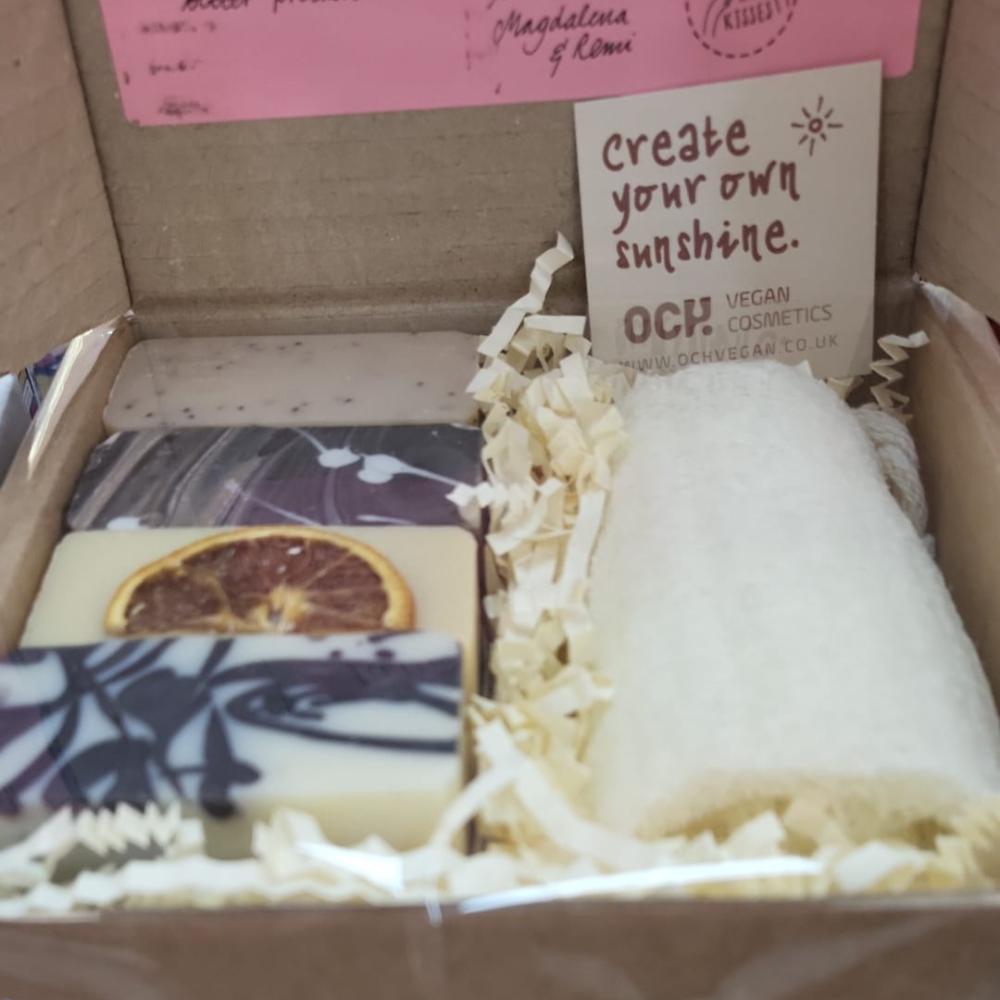 Magdalena
& Remi
KISSES!
create
your own
sunshine.
OCH. VEGAN
COSMETICS
WWW.OCHVEGAN.CO.UK